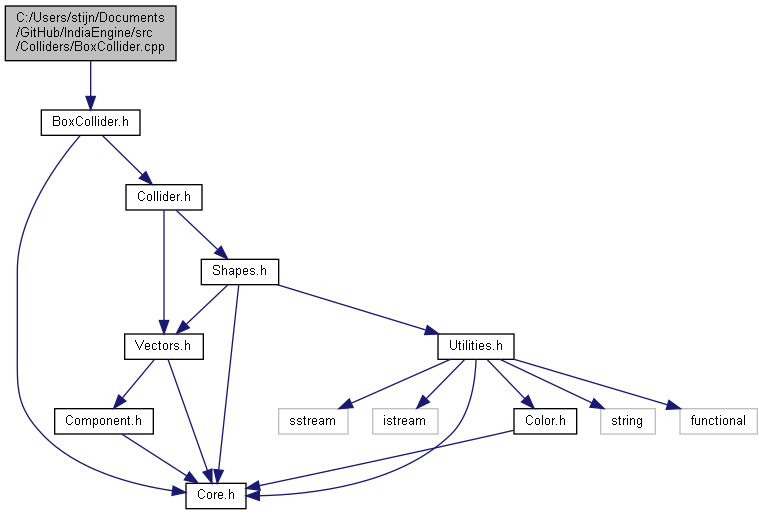 C:/Users/stijn/Documents
/GitHub/IndiaEngine/src
/Colliders/BoxCollider.cpp
BoxCollider.h
Collider.h
Shapes.h
Vectors.h
Utilities.h
Component.h
sstream
istream
Color.h
string
functional
Core.h